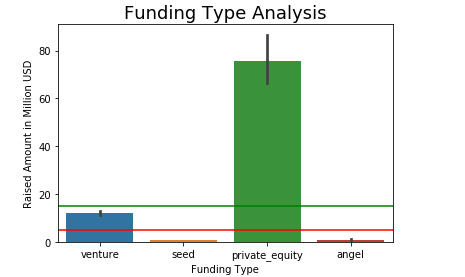 Funding Type Analysis
Raised Amount in Million USD
80
60
40
20
0
venture seed private_equity angel
Funding Type